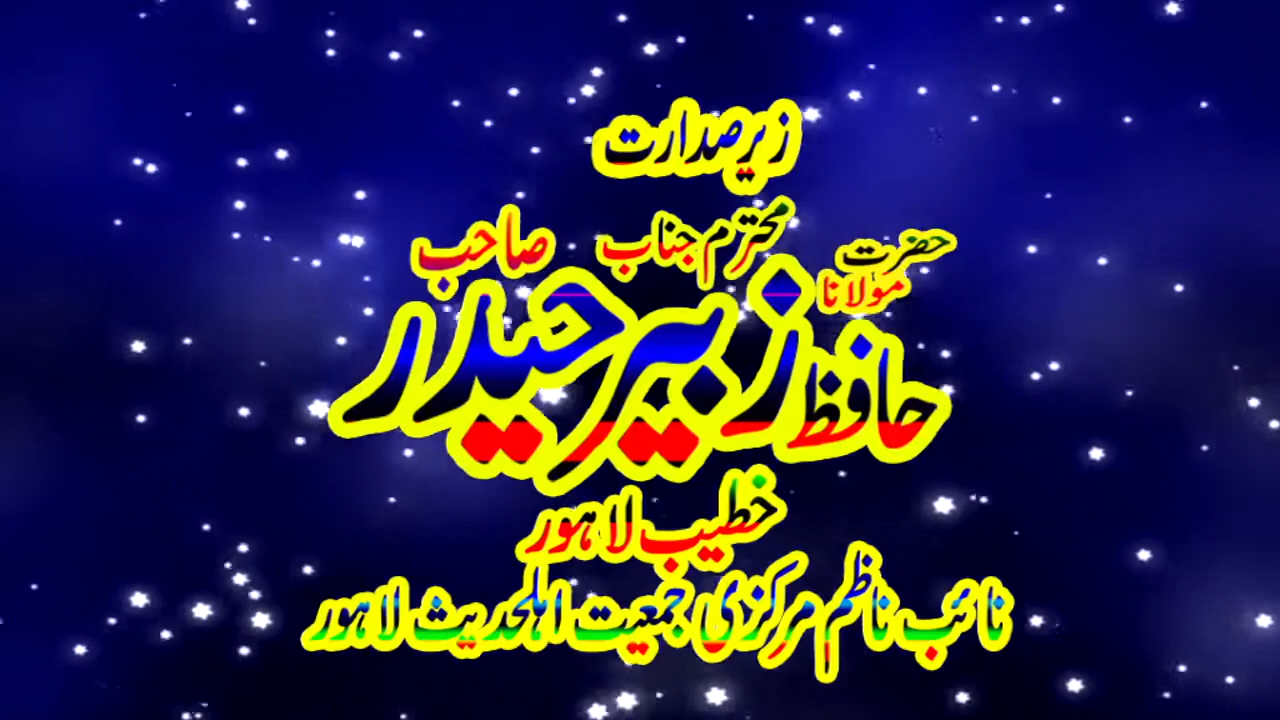 زیر صدارت
حضرت مولانا محترم جناب صاحب
حافظ زبیر حیدر
خطیب لاہور
نائب ناظم مرکزی جمعیت اہلحدیث لاہور